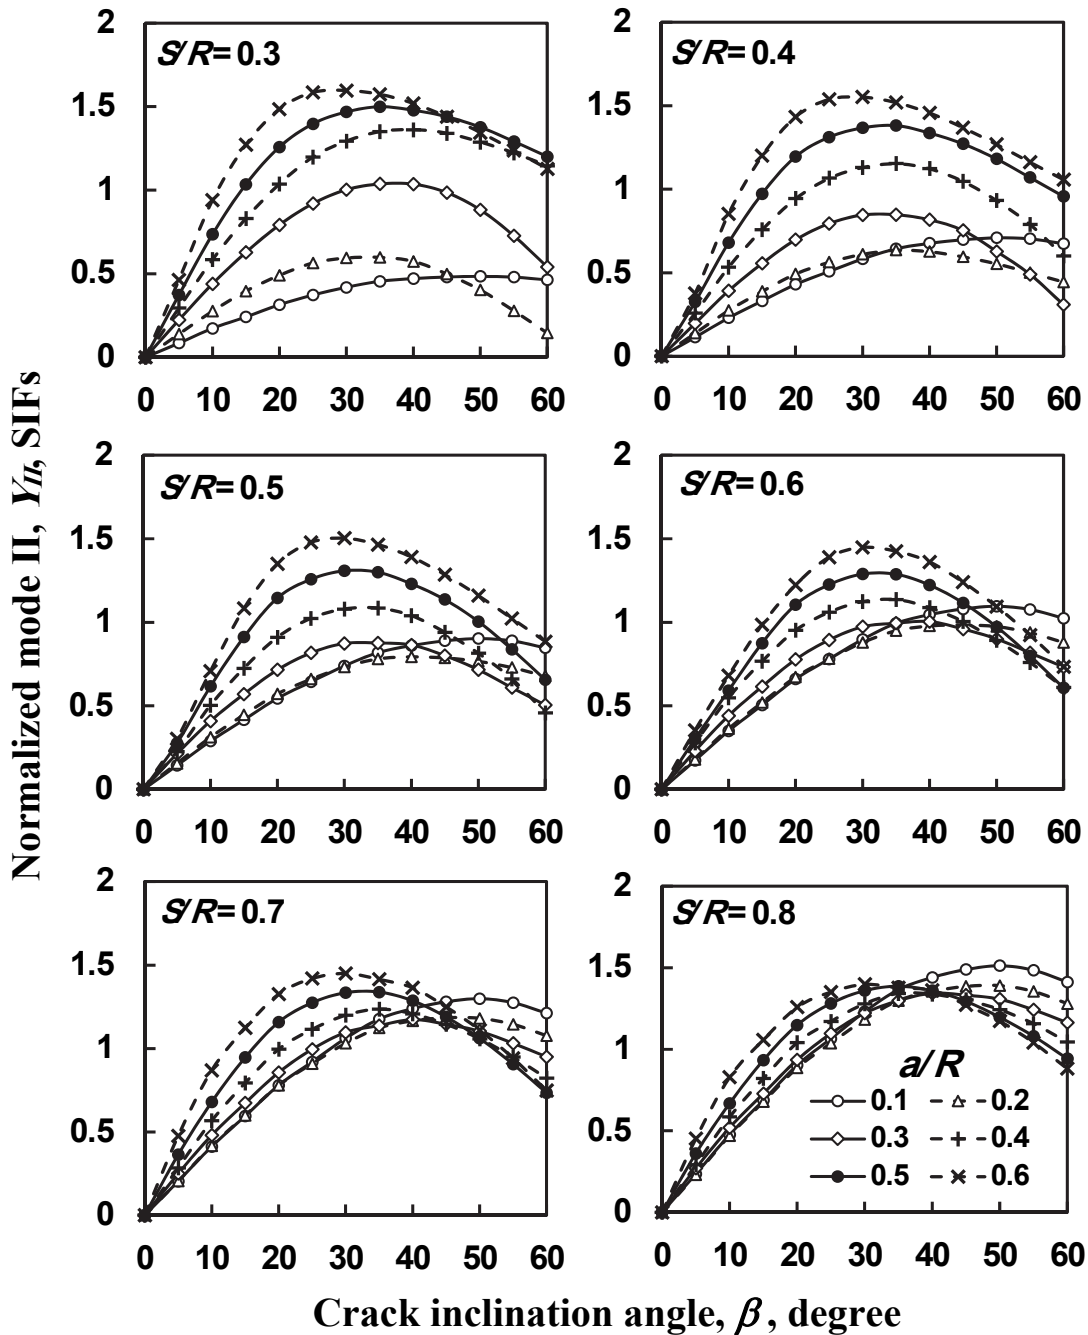 Normalized mode II, Y_II, SIFs
S/R= 0.3
2
1.5
1
0.5
0
0 10 20 30 40 50 60
S/R= 0.4
2
1.5
1
0.5
0
0 10 20 30 40 50 60
S/R= 0.5
2
1.5
1
0.5
0
0 10 20 30 40 50 60
S/R= 0.6
2
1.5
1
0.5
0
0 10 20 30 40 50 60
S/R= 0.7
2
1.5
1
0.5
0
0 10 20 30 40 50 60
S/R= 0.8
2
1.5
1
0.5
0
a/R
0.1 0.2
0.3 0.4
0.5 0.6
0 10 20 30 40 50 60
Crack inclination angle, β, degree